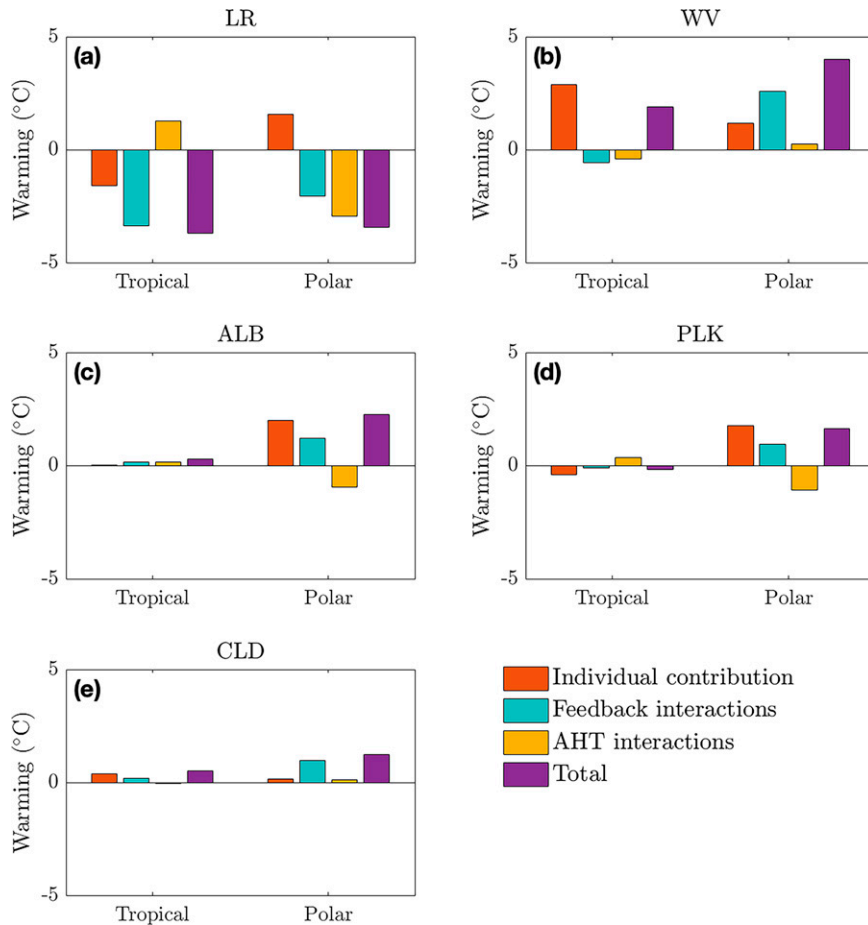 LR
(a)
Warming (°C)
5
0
-5
Tropical Polar
WV
(b)
Warming (°C)
5
0
-5
Tropical Polar
ALB
(c)
Warming (°C)
5
0
-5
Tropical Polar
PLK
(d)
Warming (°C)
5
0
-5
Tropical Polar
CLD
(e)
Warming (°C)
5
0
-5
Tropical Polar
Individual contribution
Feedback interactions
AHT interactions
Total